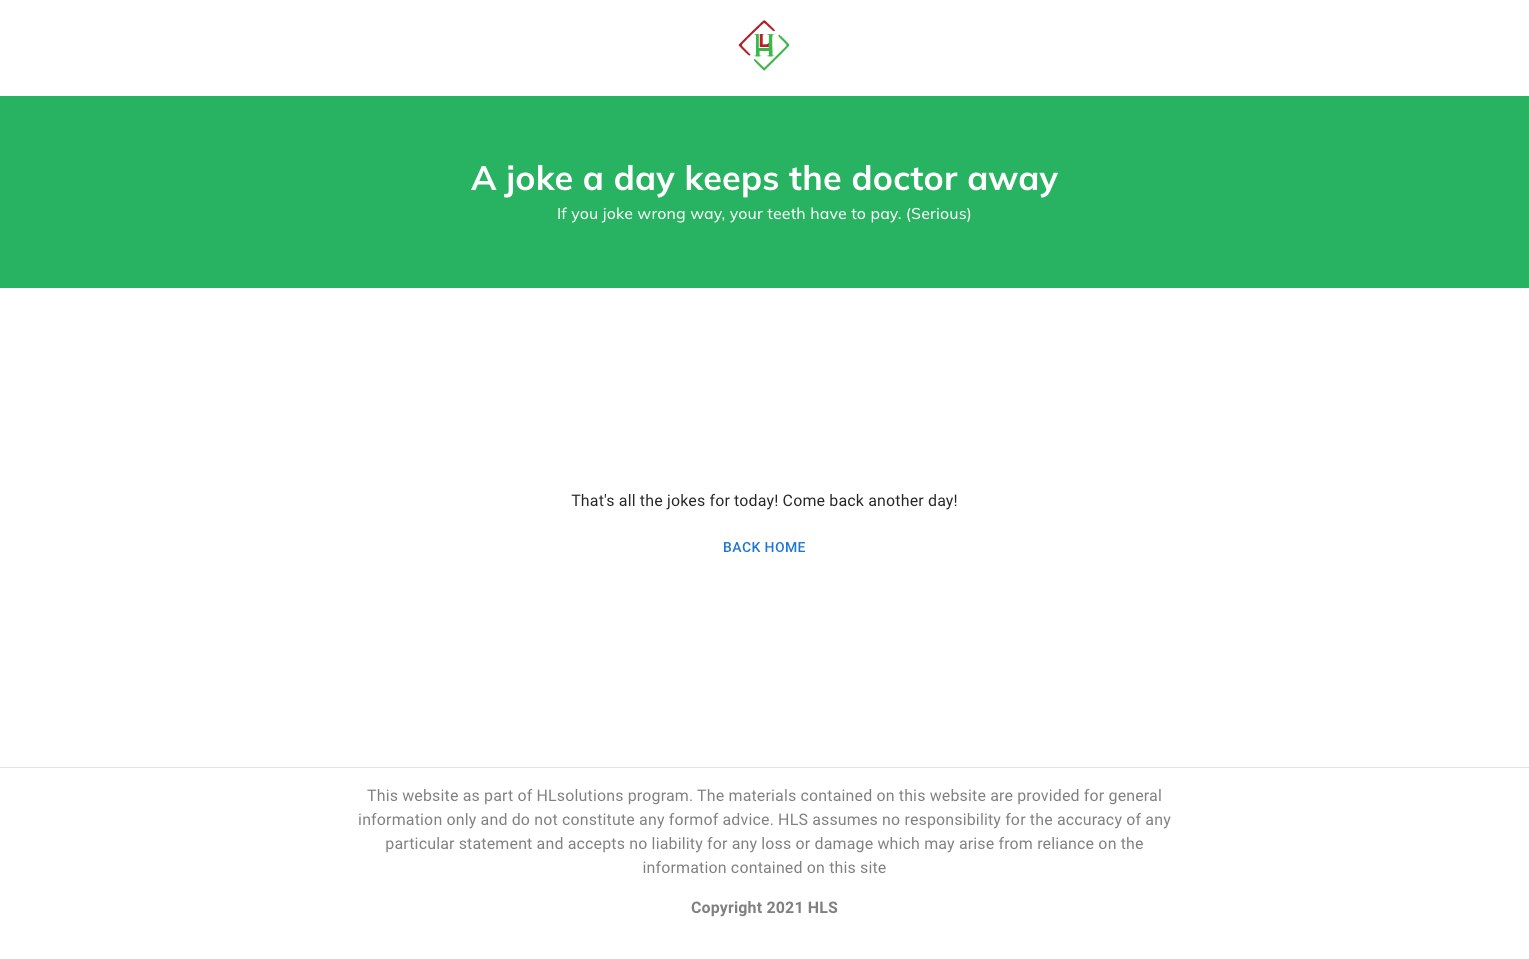 A joke a day keeps the doctor away
If you joke wrong way, your teeth have to pay. (Serious)
That's all the jokes for today! Come back another day!
BACK HOME
This website as part of HLsolutions program. The materials contained on this website are provided for general
information only and do not constitute any formof advice. HLS assumes no responsibility for the accuracy of any
particular statement and accepts no liability for any loss or damage which may arise from reliance on the
information contained on this site
Copyright 2021 HLS